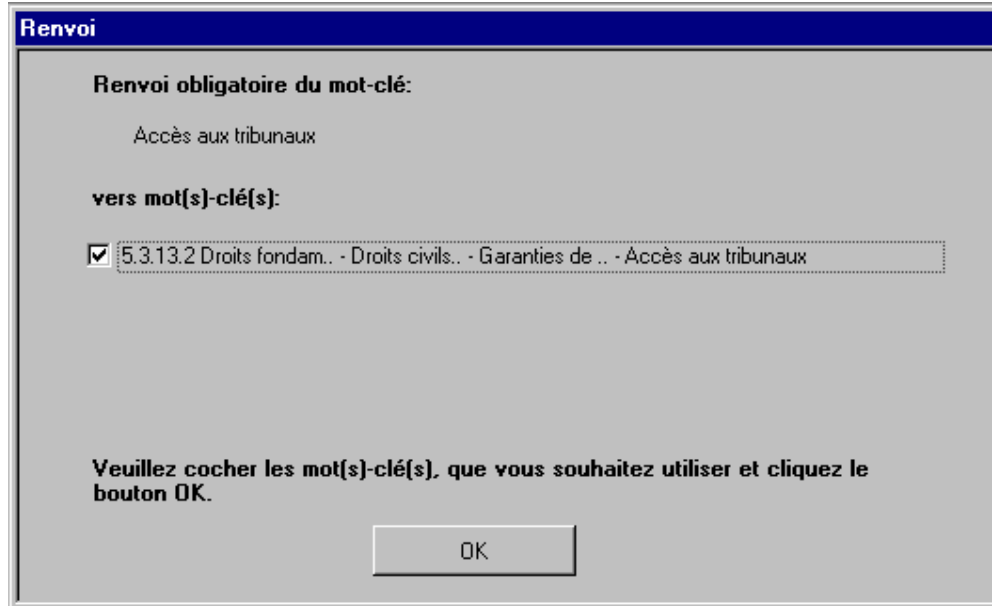 Renvoi
Renvoi obligatoire du mot-clé:
Accès aux tribunaux
vers mot(s)-clé(s):
5.3.13.2 Droits fondam.. - Droits civils.. - Garanties de .. - Accès aux tribunaux
Veuillez cocher les mot(s)-clé(s), que vous souhaitez utiliser et cliquez le
bouton OK.
OK